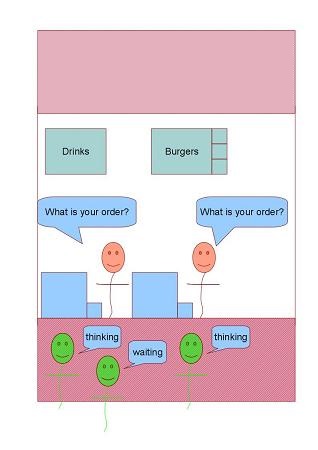 Drinks
Burgers
What is your order?
What is your order?
thinking
waiting
thinking